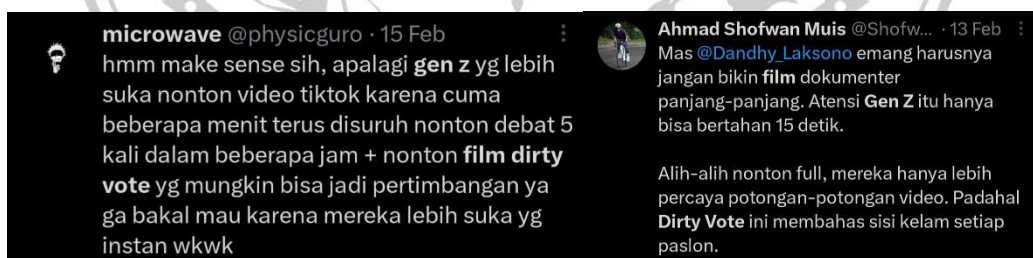 microwave @physicguro · 15 Feb
hmm make sense sih, apalagi gen z yg lebih
suka nonton video tiktok karena cuma
beberapa menit terus disuruh nonton debat 5
kali dalam beberapa jam + nonton film dirty
vote yg mungkin bisa jadi pertimbangan ya
ga bakal mau karena mereka lebih suka yg
instan wkwk
Ahmad Shofwan Muis @Shofw... · 13 Feb
Mas @Dandhy_Laksono emang harusnya
jangan bikin film dokumenter
panjang-panjang. Atensi Gen Z itu hanya
bisa bertahan 15 detik.
Alih-alih nonton full, mereka hanya lebih
percaya potongan-potongan video. Padahal
Dirty Vote ini membahas sisi kelam setiap
paslon.